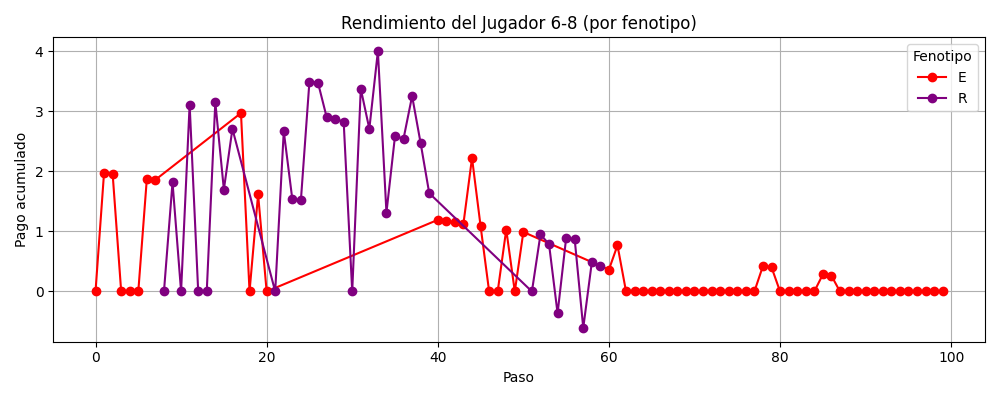 Rendimiento del Jugador 6-8 (por fenotipo)
Pago acumulado
4
3
2
1
0
Fenotipo
E
R
0 20 40 60 80 100
Paso